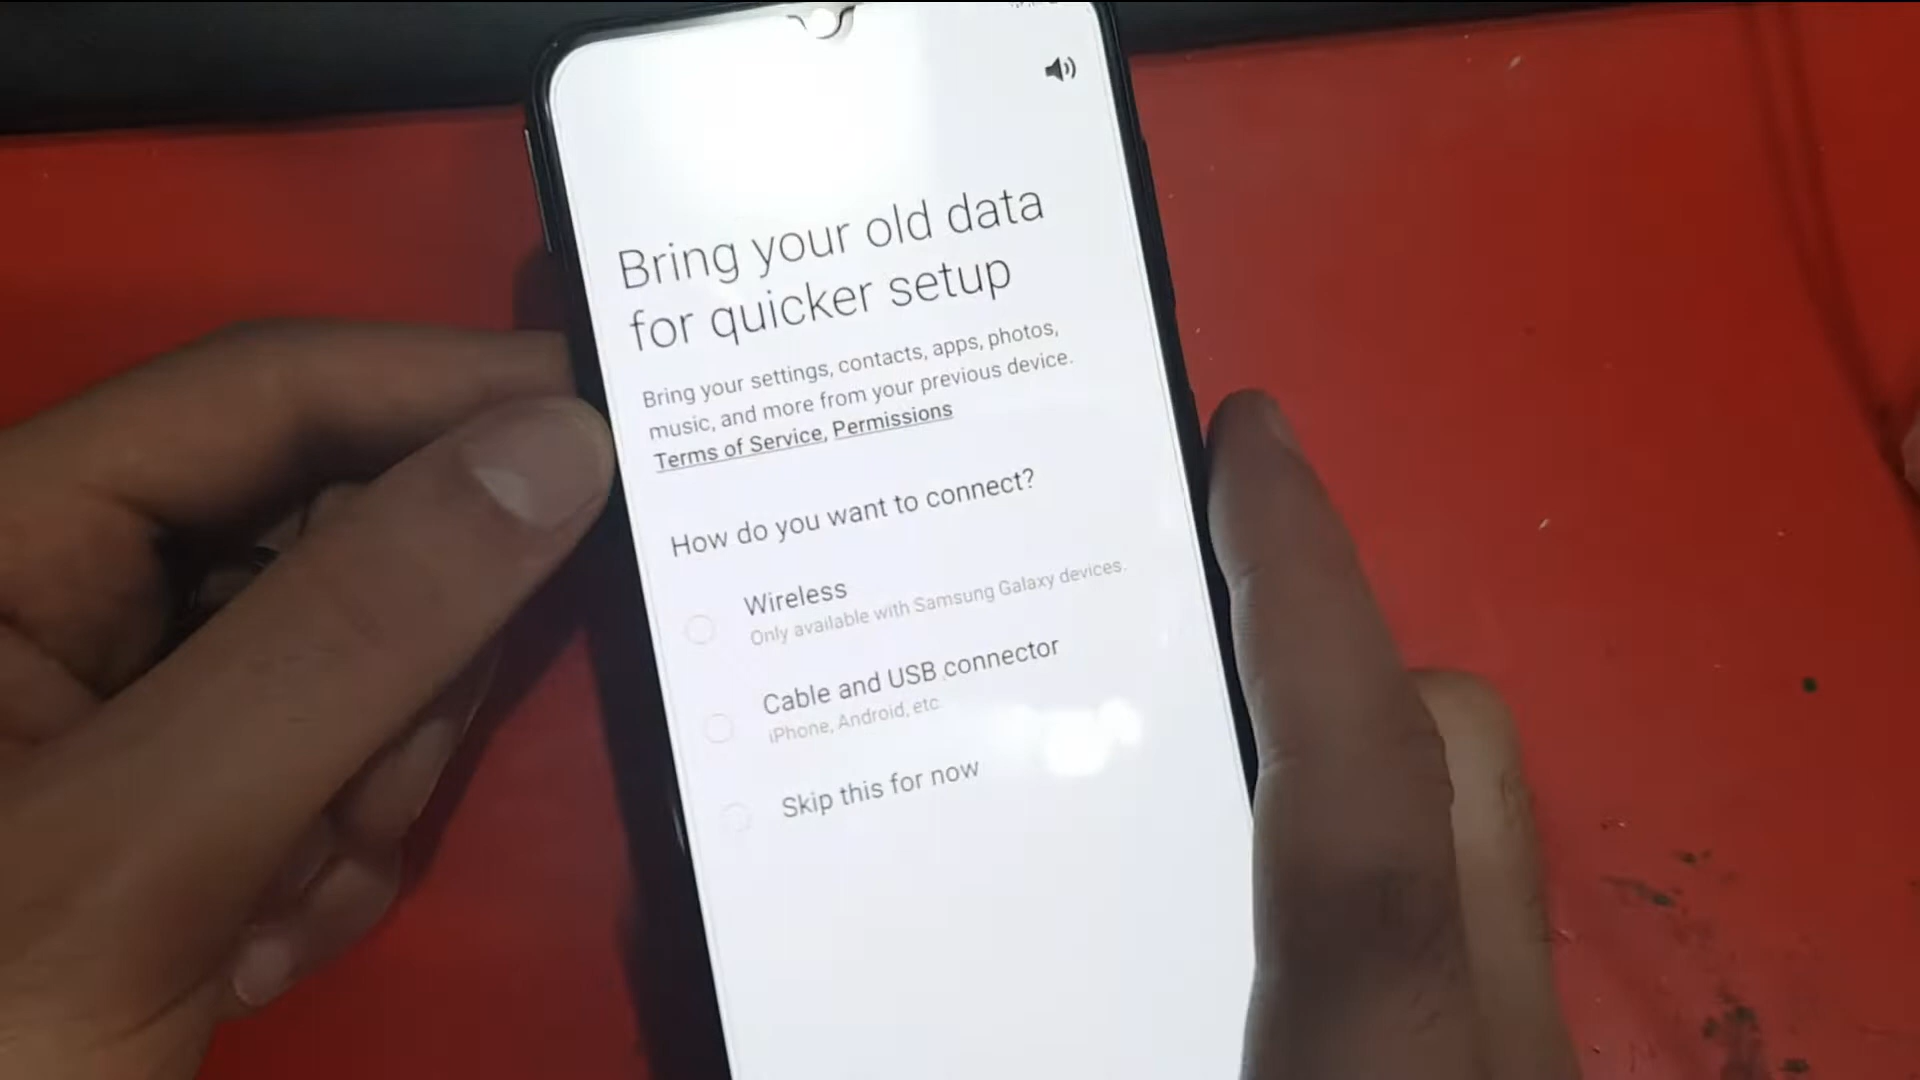 Bring your old data
for quicker setup
Bring your settings, contacts, apps, photos,
music, and more from your previous device.
Terms of Service, Permissions
How do you want to connect?
Wireless
Only available with Samsung Galaxy devices.
Cable and USB connector
iPhone, Android, etc
Skip this for now